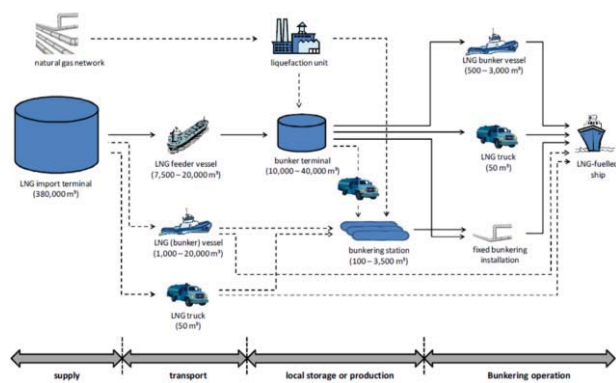 natural gas network
liquefaction unit
LNG bunker vessel
(500 – 3,000 m³)
LNG import terminal
(380,000 m³)
LNG feeder vessel
(7,500 – 20,000 m³)
bunker terminal
(10,000 – 40,000 m³)
LNG truck
(50 m³)
LNG-fuelled
ship
LNG (bunker) vessel
(1,000 – 20,000 m³)
bunkering station
(100 – 3,500 m³)
fixed bunkering
installation
LNG truck
(50 m³)
supply
transport
local storage or production
Bunkering operation